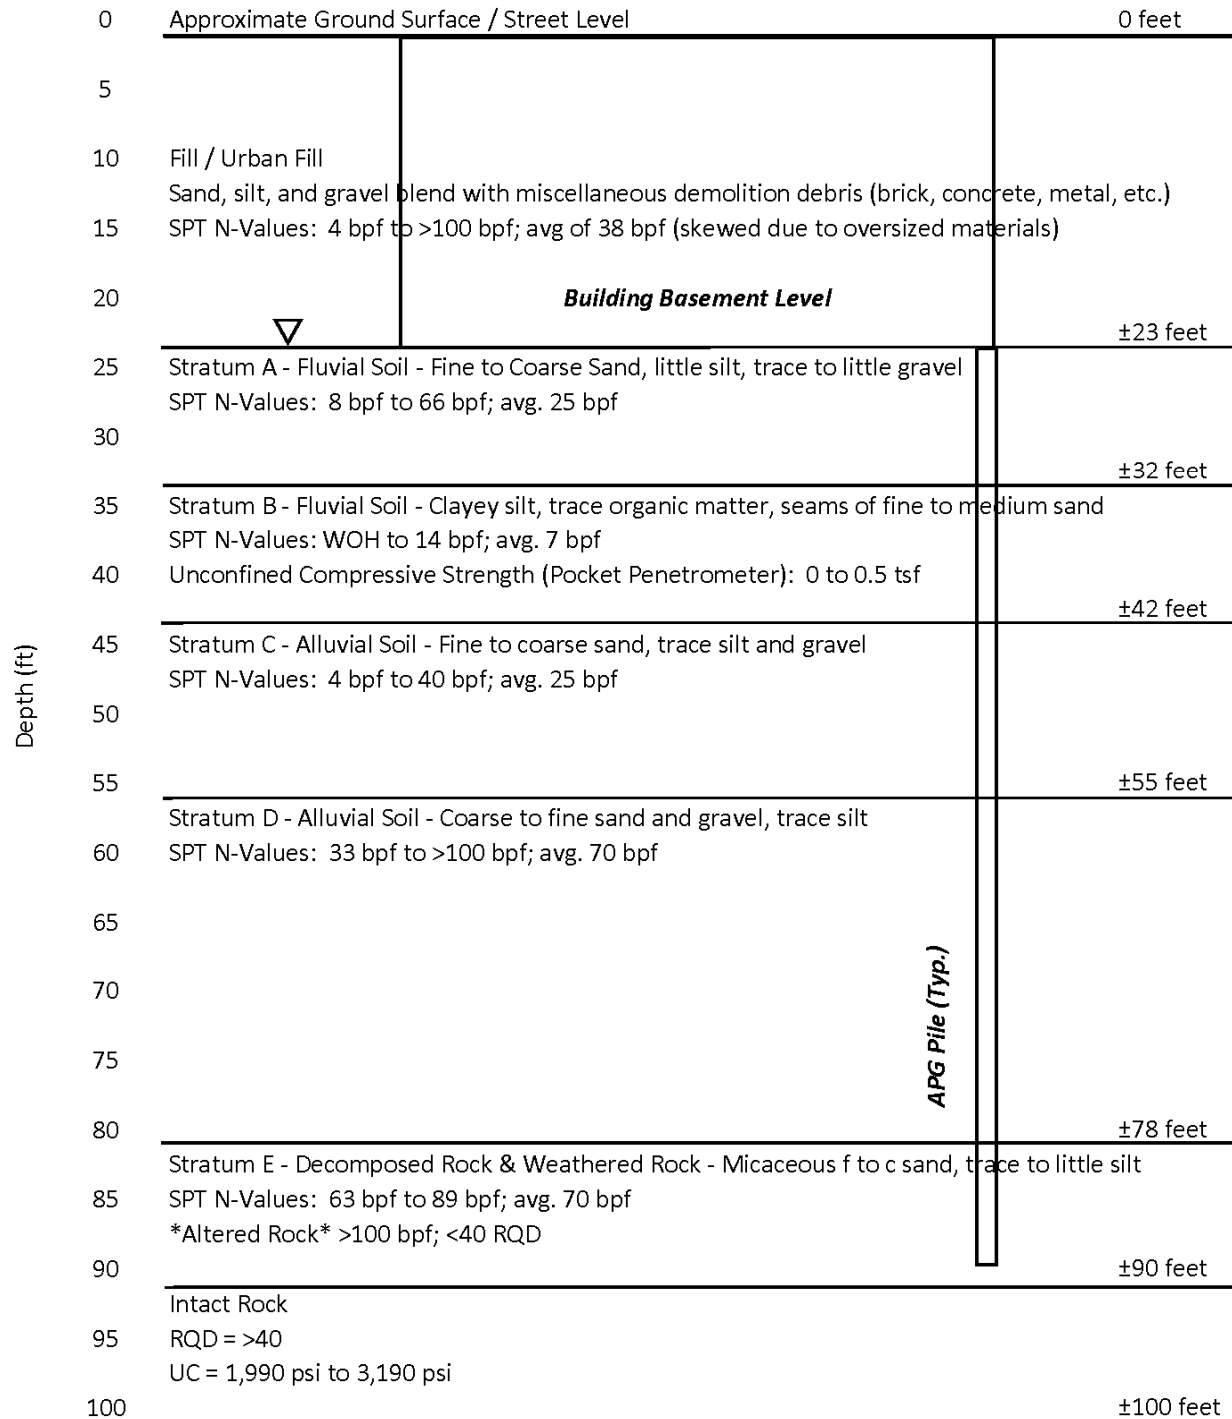 0 Approximate Ground Surface / Street Level 0 feet
5
10 Fill / Urban Fill
Sand, silt, and gravel blend with miscellaneous demolition debris (brick, concrete, metal, etc.)
15 SPT N-Values: 4 bpf to >100 bpf; avg of 38 bpf (skewed due to oversized materials)
20 Building Basement Level
±23 feet
25 Stratum A - Fluvial Soil - Fine to Coarse Sand, little silt, trace to little gravel
SPT N-Values: 8 bpf to 66 bpf; avg. 25 bpf
30
±32 feet
35 Stratum B - Fluvial Soil - Clayey silt, trace organic matter, seams of fine to medium sand
SPT N-Values: WOH to 14 bpf; avg. 7 bpf
40 Unconfined Compressive Strength (Pocket Penetrometer): 0 to 0.5 tsf
±42 feet
45 Stratum C - Alluvial Soil - Fine to coarse sand, trace silt and gravel
SPT N-Values: 4 bpf to 40 bpf; avg. 25 bpf
Depth (ft)
50
55 ±55 feet
Stratum D - Alluvial Soil - Coarse to fine sand and gravel, trace silt
60 SPT N-Values: 33 bpf to >100 bpf; avg. 70 bpf
65
70
APG Pile (Typ.)
75
80 ±78 feet
Stratum E - Decomposed Rock & Weathered Rock - Micaceous f to c sand, trace to little silt
85 SPT N-Values: 63 bpf to 89 bpf; avg. 70 bpf
*Altered Rock* >100 bpf; <40 RQD
90 ±90 feet
Intact Rock
95 RQD = >40
UC = 1,990 psi to 3,190 psi
100 ±100 feet